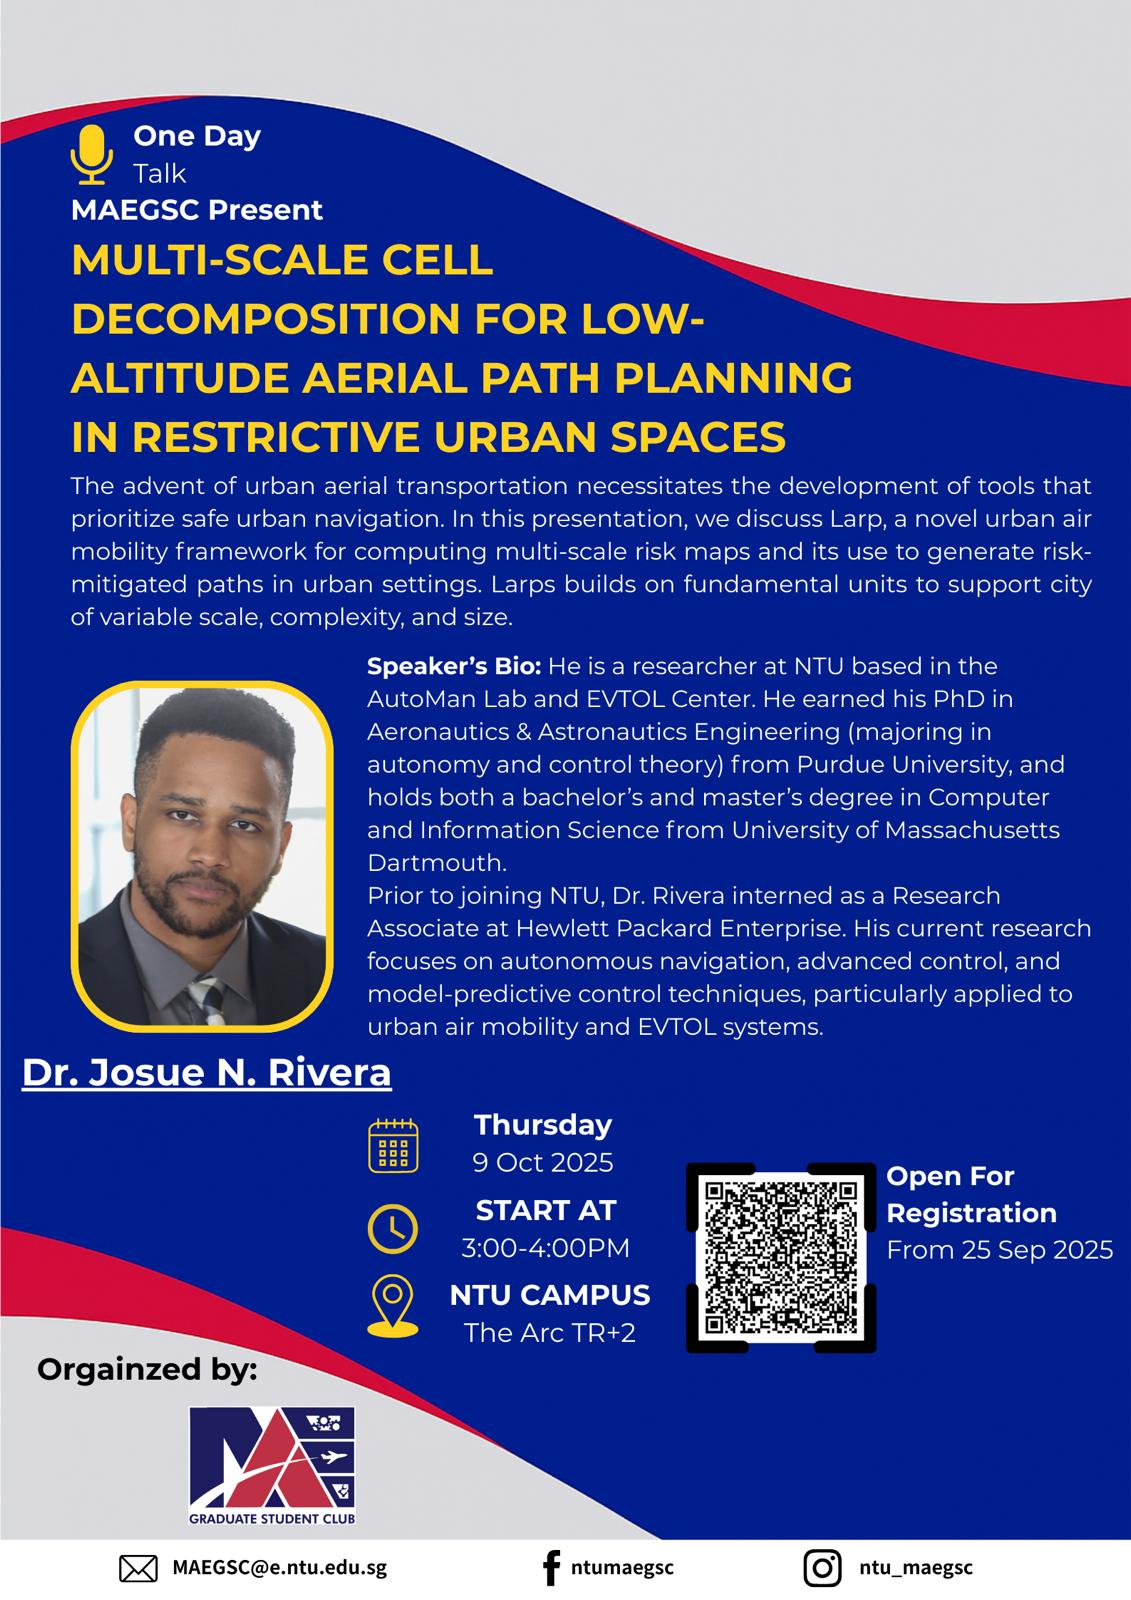 One Day
Talk
MAEGSC Present
MULTI-SCALE CELL
DECOMPOSITION FOR LOW-
ALTITUDE AERIAL PATH PLANNING
IN RESTRICTIVE URBAN SPACES
The advent of urban aerial transportation necessitates the development of tools that
prioritize safe urban navigation. In this presentation, we discuss Larp, a novel urban air
mobility framework for computing multi-scale risk maps and its use to generate risk-
mitigated paths in urban settings. Larps builds on fundamental units to support city
of variable scale, complexity, and size.
Speaker’s Bio: He is a researcher at NTU based in the
AutoMan Lab and EVTOL Center. He earned his PhD in
Aeronautics & Astronautics Engineering (majoring in
autonomy and control theory) from Purdue University, and
holds both a bachelor’s and master’s degree in Computer
and Information Science from University of Massachusetts
Dartmouth.
Prior to joining NTU, Dr. Rivera interned as a Research
Associate at Hewlett Packard Enterprise. His current research
focuses on autonomous navigation, advanced control, and
model-predictive control techniques, particularly applied to
urban air mobility and EVTOL systems.
Dr. Josue N. Rivera
Thursday
9 Oct 2025
START AT
3:00-4:00PM
NTU CAMPUS
The Arc TR+2
Open For
Registration
From 25 Sep 2025
Orgainzed by:
MAE
GRADUATE STUDENT CLUB
MAEGSC@e.ntu.edu.sg
ntumaegsc
ntu_maegsc